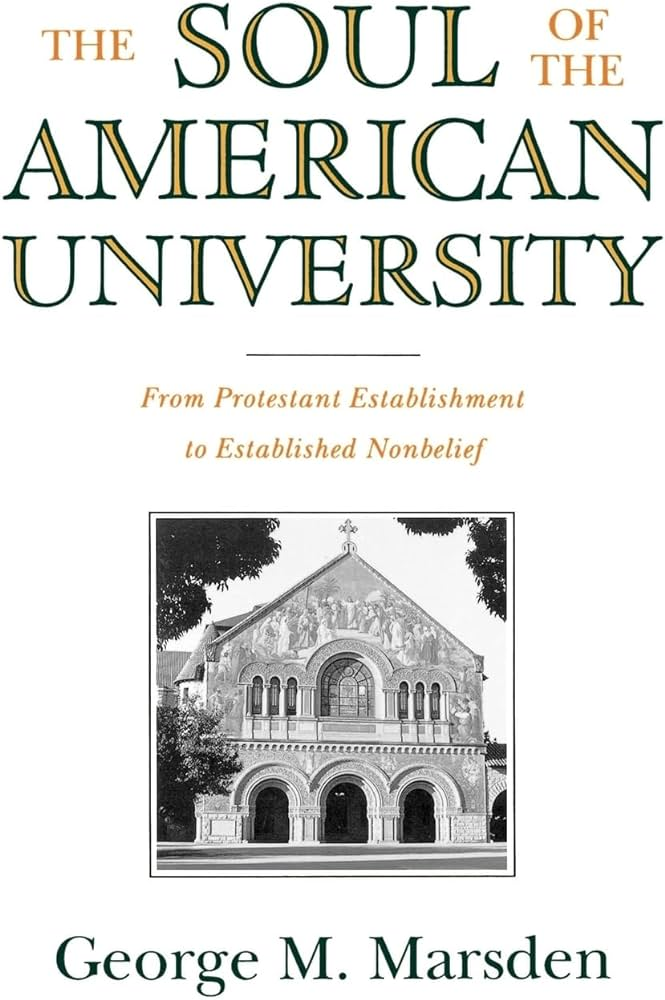 THE SOUL OF THE
AMERICAN
UNIVERSITY
From Protestant Establishment
to Established Nonbelief
George M. Marsden